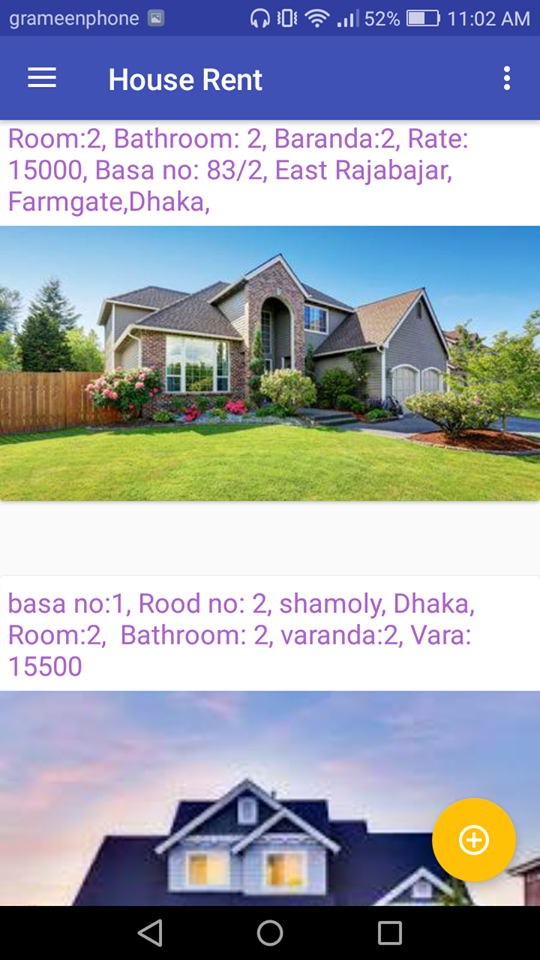 grameenphone 52% 11:02 AM
House Rent
Room:2, Bathroom: 2, Baranda:2, Rate:
15000, Basa no: 83/2, East Rajabajar,
Farmgate,Dhaka,
basa no:1, Rood no: 2, shamoly, Dhaka,
Room:2,  Bathroom: 2, varanda:2, Vara:
15500